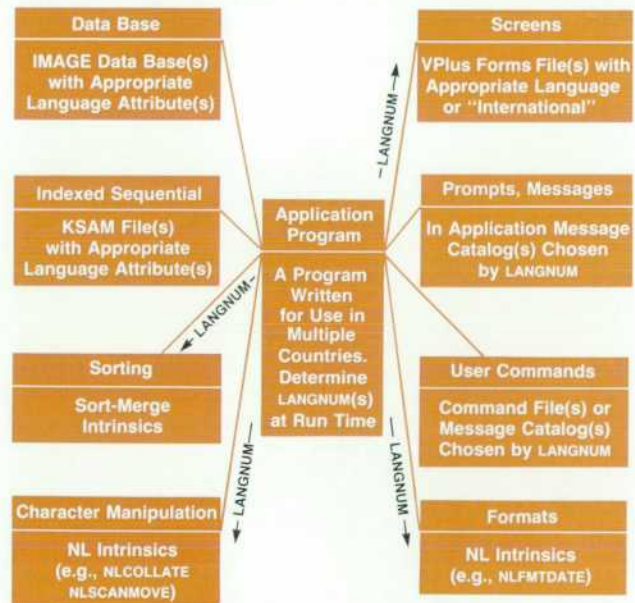 Data Base
IMAGE Data Base(s)
with Appropriate
Language Attribute(s)
Screens
VPlus Forms File(s) with
Appropriate Language
or "International"
LANGNUM
Indexed Sequential
KSAM File(s)
with Appropriate
Language Attribute(s)
Application
Program
A Program
Written
for Use in
Multiple
Countries.
Determine
LANGNUM(s)
at Run Time
Prompts, Messages
In Application Message
Catalog(s) Chosen
by LANGNUM
LANGNUM
Sorting
Sort-Merge
Intrinsics
User Commands
Command File(s) or
Message Catalog(s)
Chosen by LANGNUM
LANGNUM
LANGNUM
Character Manipulation
NL Intrinsics
(e.g., NLCOLLATE
NLSCANMOVE)
Formats
NL Intrinsics
(e.g., NLFMTDATE)